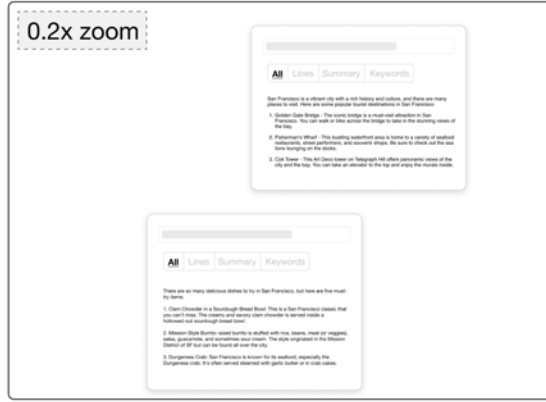 0.2x zoom
All Lines Summary Keywords
San Francisco is a vibrant city with a rich history and culture, and there are many
places to visit. Here are some popular tourist destinations in San Francisco:
1. Golden Gate Bridge - The iconic bridge is a must-visit attraction in San
Francisco. You can walk or bike across the bridge to take in the stunning views of
the bay.
2. Fisherman's Wharf - This bustling waterfront area is home to a variety of seafood
restaurants, street performers, and souvenir shops. Be sure to check out the sea
lions lounging on the docks.
3. Coit Tower - This Art Deco tower on Telegraph Hill offers panoramic views of the
city and the bay. You can take an elevator to the top and enjoy the murals inside.
All Lines Summary Keywords
There are so many delicious dishes to try in San Francisco, but here are five must-
try items:
1. Clam Chowder in a Sourdough Bread Bowl: This is a San Francisco classic that
you can't miss. The creamy and savory clam chowder is served inside a
hollowed-out sourdough bread bowl.
2. Mission-Style Burrito: sized burrito is stuffed with rice, beans, meat (or veggies),
salsa, guacamole, and sometimes sour cream. The style originated in the Mission
District of SF but can be found all over the city.
3. Dungeness Crab: San Francisco is known for its seafood, especially the
Dungeness crab. It's often served steamed with garlic butter or in crab cakes.